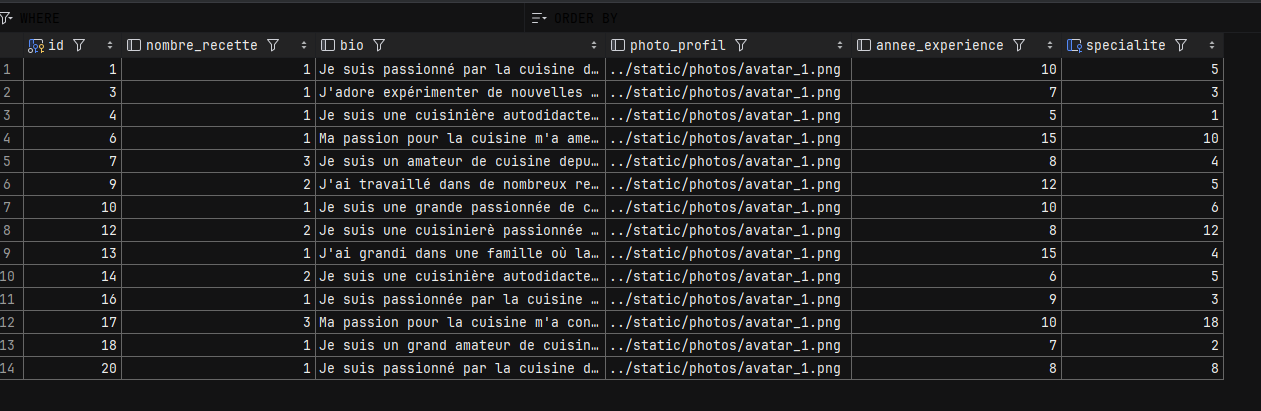 WHERE ORDER BY
id nombre_recette bio photo_profil annee_experience specialite
1 1 1 Je suis passionné par la cuisine d… ../static/photos/avatar_1.png 10 5
2 3 1 J'adore expérimenter de nouvelles … ../static/photos/avatar_1.png 7 3
3 4 1 Je suis une cuisinière autodidacte… ../static/photos/avatar_1.png 5 1
4 6 1 Ma passion pour la cuisine m'a ame… ../static/photos/avatar_1.png 15 10
5 7 3 Je suis un amateur de cuisine depu… ../static/photos/avatar_1.png 8 4
6 9 2 J'ai travaillé dans de nombreux re… ../static/photos/avatar_1.png 12 5
7 10 1 Je suis une grande passionnée de c… ../static/photos/avatar_1.png 10 6
8 12 2 Je suis une cuisinierè passionnée … ../static/photos/avatar_1.png 8 12
9 13 1 J'ai grandi dans une famille où la… ../static/photos/avatar_1.png 15 4
10 14 2 Je suis une cuisinière autodidacte… ../static/photos/avatar_1.png 6 5
11 16 1 Je suis passionnée par la cuisine … ../static/photos/avatar_1.png 9 3
12 17 3 Ma passion pour la cuisine m'a con… ../static/photos/avatar_1.png 10 18
13 18 1 Je suis un grand amateur de cuisin… ../static/photos/avatar_1.png 7 2
14 20 1 Je suis passionné par la cuisine d… ../static/photos/avatar_1.png 8 8